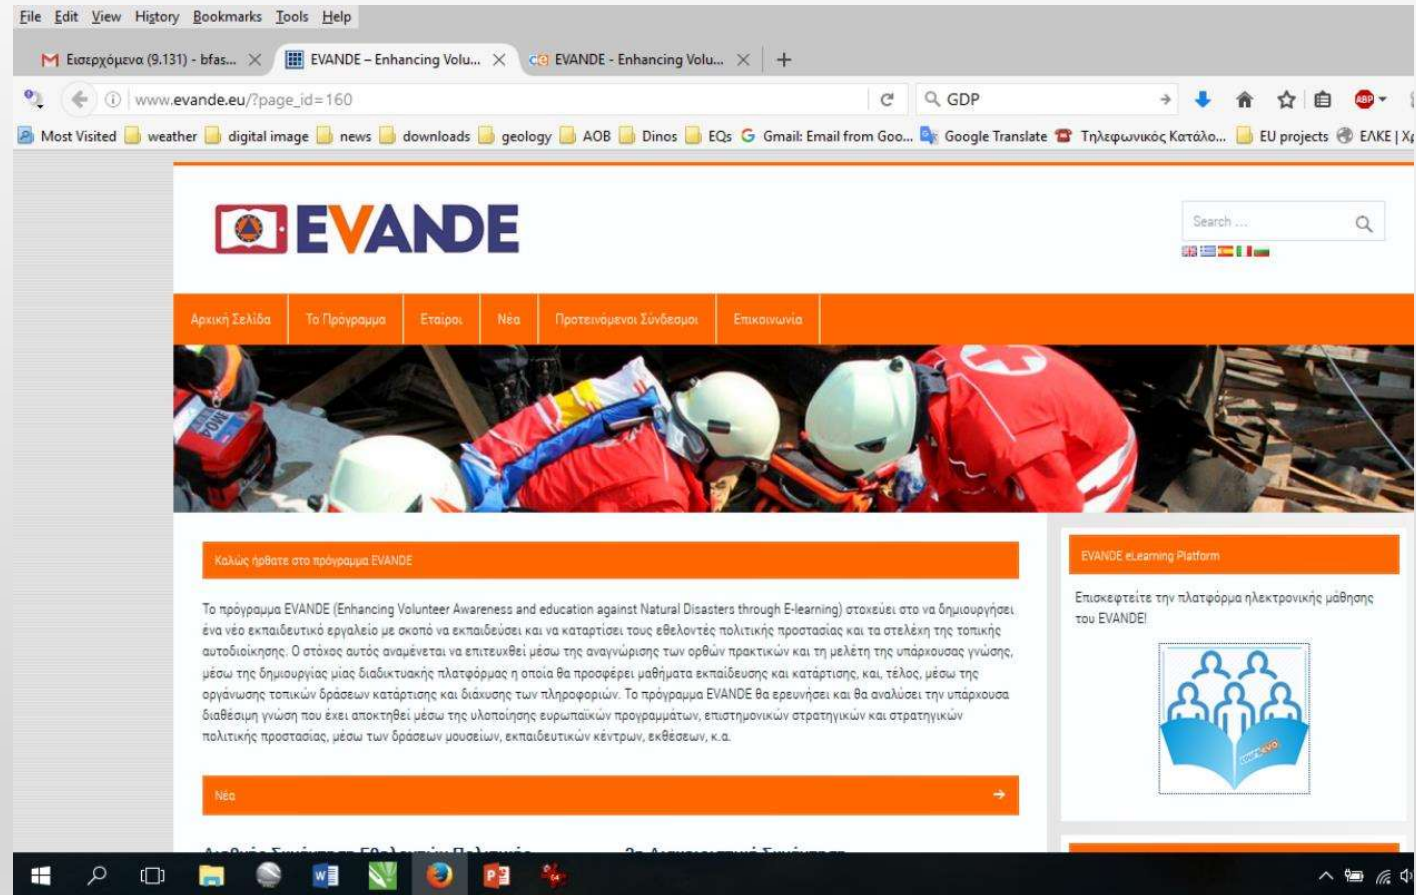 File Edit View History Bookmarks Tools Help
Εισερχόμενα (9.131) - bfas... EVANDE – Enhancing Volu... EVANDE - Enhancing Volu...
www.evande.eu/?page_id=160 GDP ABP
Most Visited weather digital image news downloads geology AOB Dinos EQs Gmail: Email from Goo... Google Translate Τηλεφωνικός Κατάλο... EU projects ΕΛΚΕ | Χρ
EVANDE
Search ...
Αρχική Σελίδα Το Πρόγραμμα Εταίροι Νέα Προτεινόμενοι Σύνδεσμοι Επικοινωνία
Καλώς ήρθατε στο πρόγραμμα EVANDE
Το πρόγραμμα EVANDE (Enhancing Volunteer Awareness and education against Natural Disasters through E-learning) στοχεύει στο να δημιουργήσει
ένα νέο εκπαιδευτικό εργαλείο με σκοπό να εκπαιδεύσει και να καταρτίσει τους εθελοντές πολιτικής προστασίας και τα στελέχη της τοπικής
αυτοδιοίκησης. Ο στόχος αυτός αναμένεται να επιτευχθεί μέσω της αναγνώρισης των ορθών πρακτικών και τη μελέτη της υπάρχουσας γνώσης,
μέσω της δημιουργίας μίας διαδικτυακής πλατφόρμας η οποία θα προσφέρει μαθήματα εκπαίδευσης και κατάρτισης, και, τέλος, μέσω της
οργάνωσης τοπικών δράσεων κατάρτισης και διάχυσης των πληροφοριών. Το πρόγραμμα EVANDE θα ερευνήσει και θα αναλύσει την υπάρχουσα
διαθέσιμη γνώση που έχει αποκτηθεί μέσω της υλοποίησης ευρωπαϊκών προγραμμάτων, επιστημονικών στρατηγικών και στρατηγικών
πολιτικής προστασίας, μέσω των δράσεων μουσείων, εκπαιδευτικών κέντρων, εκθέσεων, κ.α.
Νέα
EVANDE eLearning Platform
Επισκεφτείτε την πλατφόρμα ηλεκτρονικής μάθησης
του EVANDE!